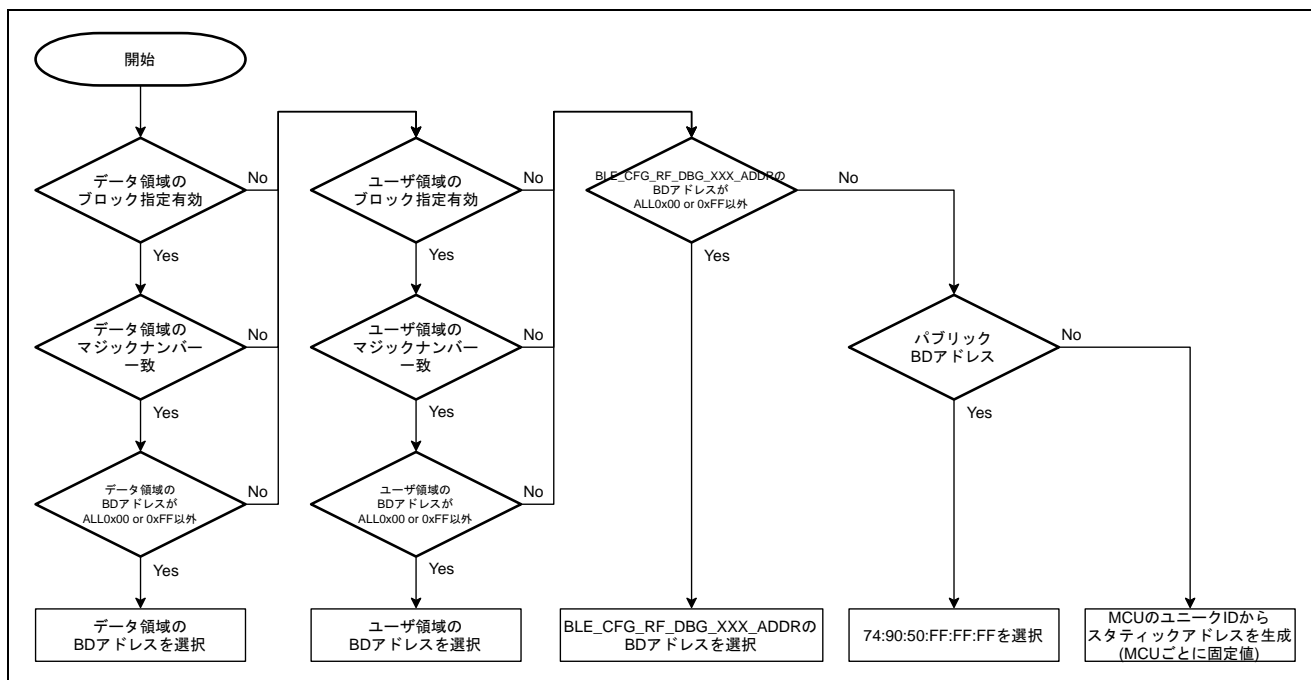 開始
データ領域の
ブロック指定有効
No
Yes
データ領域の
マジックナンバー
一致
No
Yes
データ領域の
BDアドレスが
ALL0x00 or 0xFF以外
No
Yes
データ領域の
BDアドレスを選択
ユーザ領域の
ブロック指定有効
No
Yes
ユーザ領域の
マジックナンバー
一致
No
Yes
ユーザ領域の
BDアドレスが
ALL0x00 or 0xFF以外
No
Yes
ユーザ領域の
BDアドレスを選択
BLE_CFG_RF_DBG_XXX_ADDRの
BDアドレスが
ALL0x00 or 0xFF以外
No
Yes
BLE_CFG_RF_DBG_XXX_ADDRの
BDアドレスを選択
パブリック
BDアドレス
No
Yes
74:90:50:FF:FF:FFを選択
MCUのユニークIDから
スタティックアドレスを生成
(MCUごとに固定値)